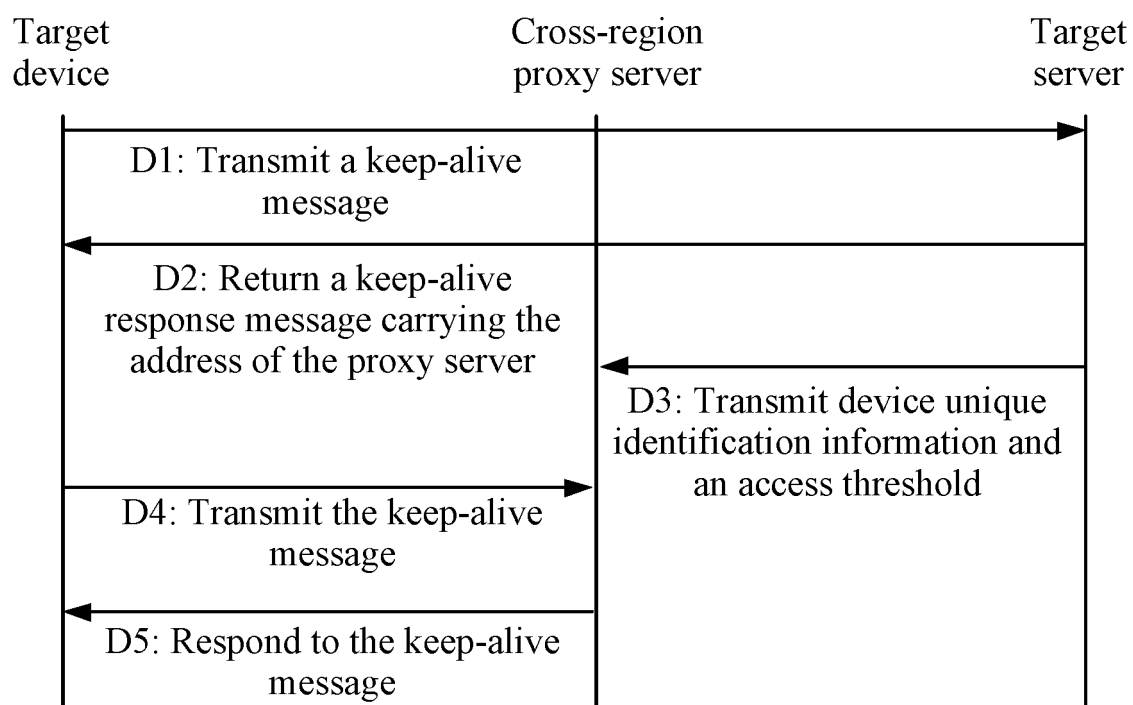 Target
device
Cross-region
proxy server
Target
server
D1: Transmit a keep-alive
message
D2: Return a keep-alive
response message carrying the
address of the proxy server
D3: Transmit device unique
identification information and
an access threshold
D4: Transmit the keep-alive
message
D5: Respond to the keep-alive
message